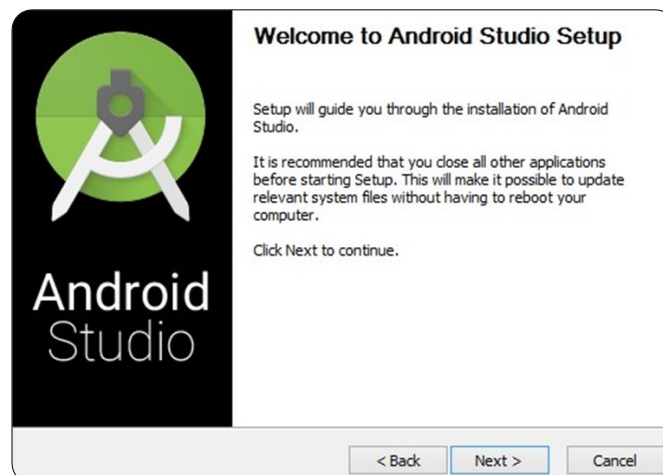 Welcome to Android Studio Setup
Setup will guide you through the installation of Android
Studio.
It is recommended that you close all other applications
before starting Setup. This will make it possible to update
relevant system files without having to reboot your
computer.
Click Next to continue.
Android
Studio
< Back
Next >
Cancel